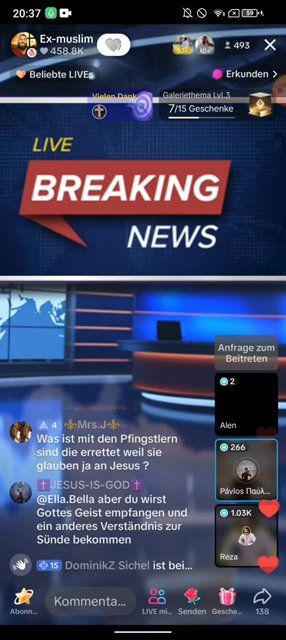 20:37
59
Ex-muslim
458.8K
493
Beliebte LIVEs
Erkunden
Vielen Dank
Galeriethema Lvl.3
7/15 Geschenke
LIVE
BREAKING
NEWS
Anfrage zum
Beitreten
2
Alen
266
Pávlos Παύλ...
1.03K
Reza
4 Mrs.J
Was ist mit den Pfingstlern
sind die errettet weil sie
glauben ja an Jesus ?
JESUS-IS-GOD
@Ella.Bella aber du wirst
Gottes Geist empfangen und
ein anderes Verständnis zur
Sünde bekommen
15 DominikZ Sichel ist bei...
Abonn...
Kommenta...
LIVE mi...
Senden
Gesche...
138